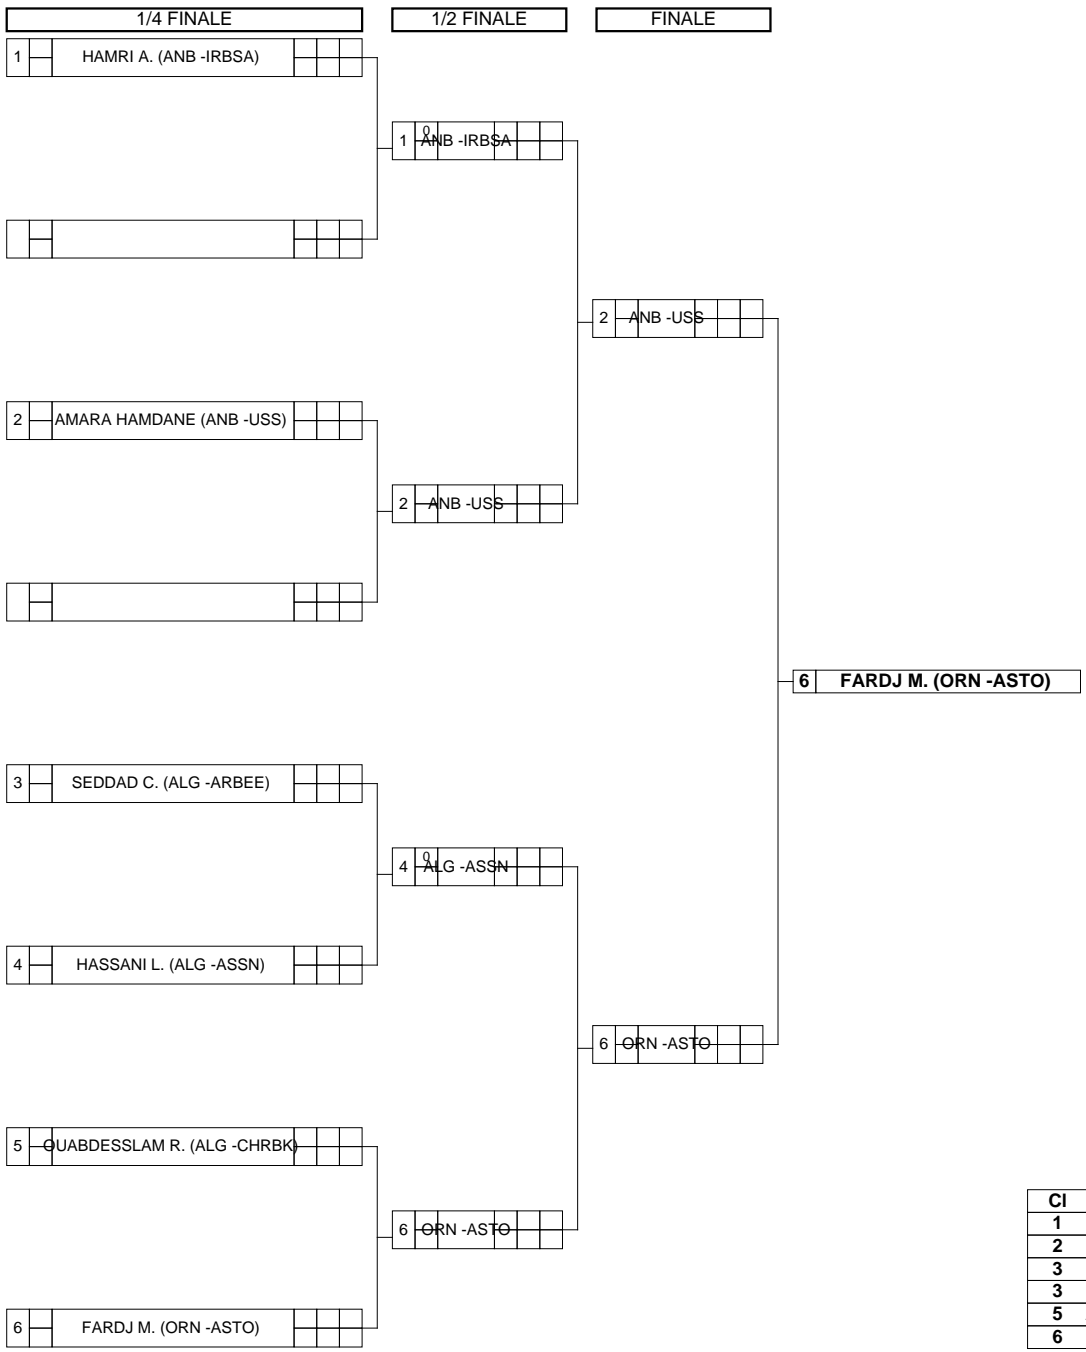 1/4 FINALE 1/2 FINALE FINALE
1 HAMRI A. (ANB -IRBSA)
1 0 ANB -IRBSA
2 ANB -USS
2 AMARA HAMDANE (ANB -USS)
2 ANB -USS
6 FARDJ M. (ORN -ASTO)
3 SEDDAD C. (ALG -ARBEE)
4 0 ALG -ASSN
4 HASSANI L. (ALG -ASSN)
6 ORN -ASTO
5 OUABDESSLAM R. (ALG -CHRBK)
6 ORN -ASTO
6 FARDJ M. (ORN -ASTO)
Cl
1
2
3
3
5
6